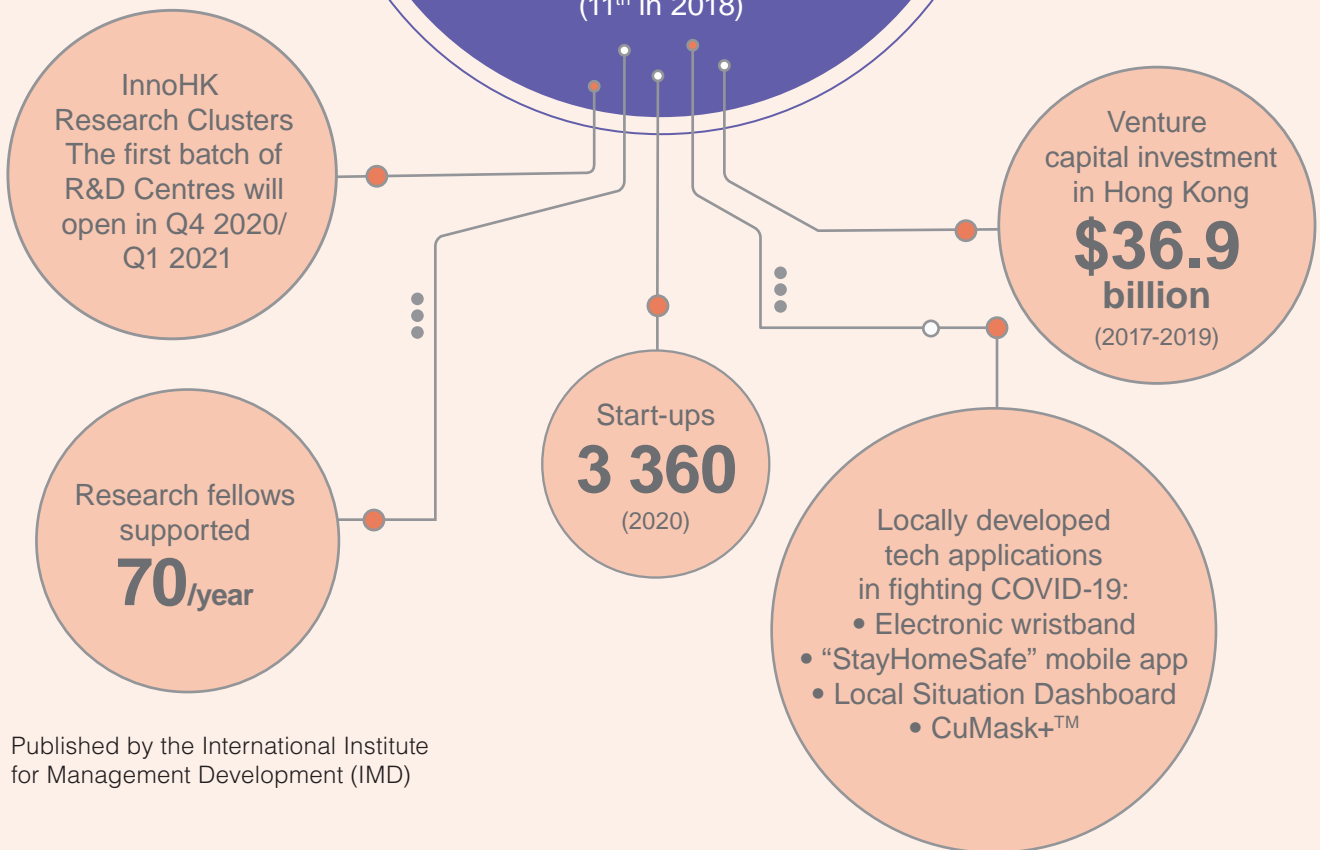 (11th in 2018)
InnoHK
Research Clusters
The first batch of
R&D Centres will
open in Q4 2020/
Q1 2021
Venture
capital investment
in Hong Kong
$36.9
billion
(2017-2019)
Start-ups
3 360
(2020)
Research fellows
supported
70/year
Locally developed
tech applications
in fighting COVID-19:
• Electronic wristband
• “StayHomeSafe” mobile app
• Local Situation Dashboard
• CuMask+TM
Published by the International Institute
for Management Development (IMD)